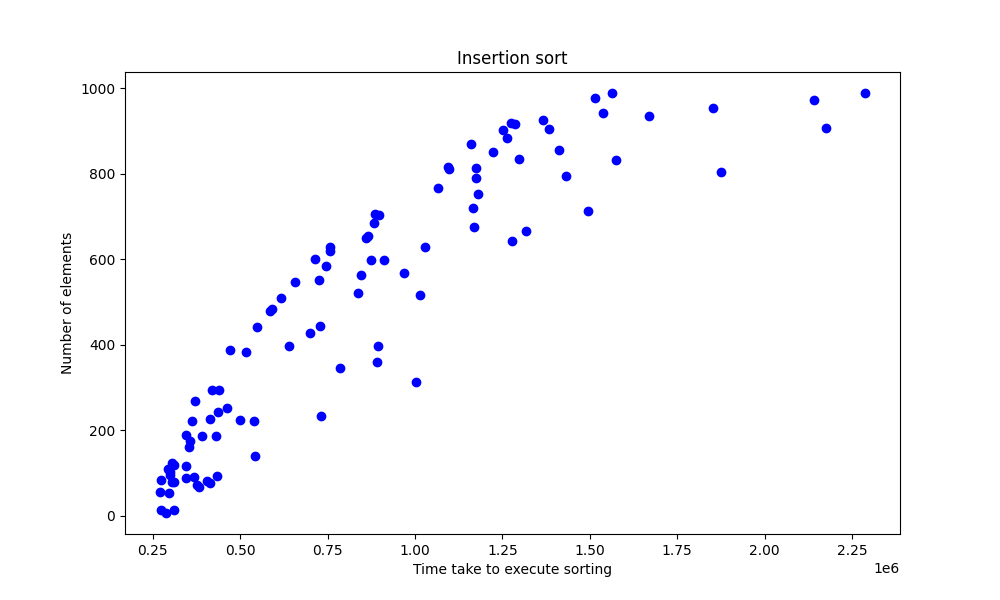 Insertion sort
1000
800
600
400
200
0
Number of elements
0.25 0.50 0.75 1.00 1.25 1.50 1.75 2.00 2.25
1e6
Time take to execute sorting